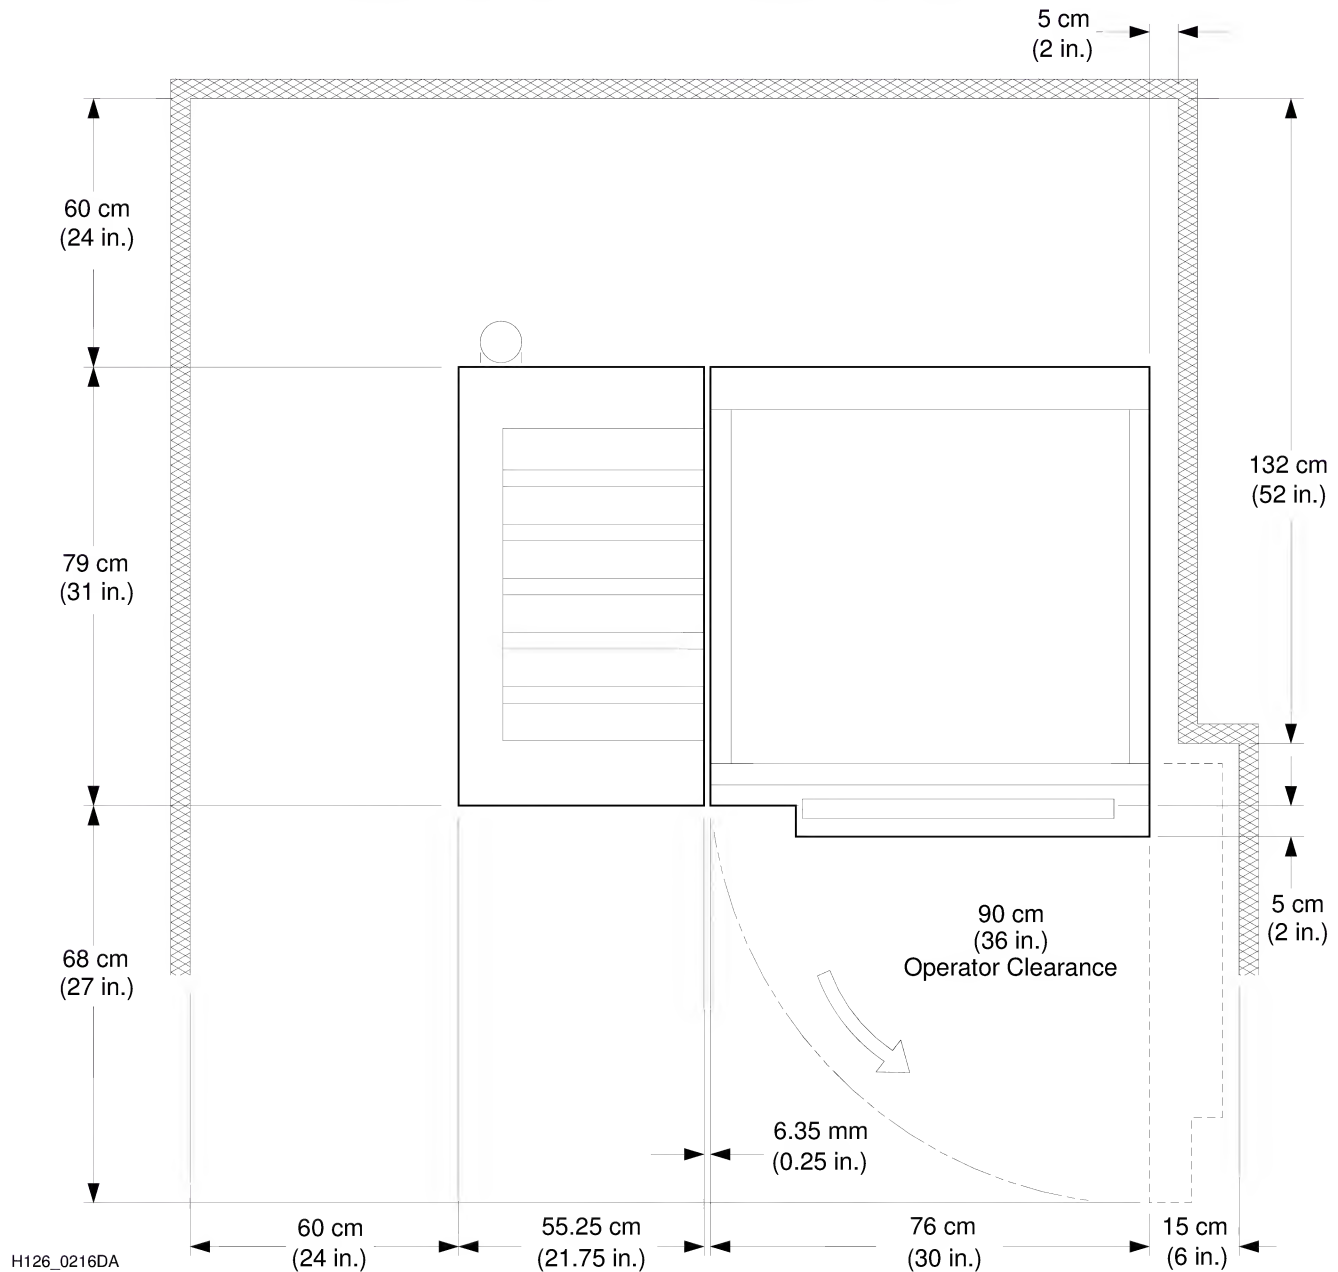 5 cm
(2 in.)
60 cm
(24 in.)
132 cm
(52 in.)
79 cm
(31 in.)
90 cm
(36 in.)
Operator Clearance
5 cm
(2 in.)
68 cm
(27 in.)
6.35 mm
(0.25 in.)
60 cm
(24 in.)
55.25 cm
(21.75 in.)
76 cm
(30 in.)
15 cm
(6 in.)
H126_0216DA